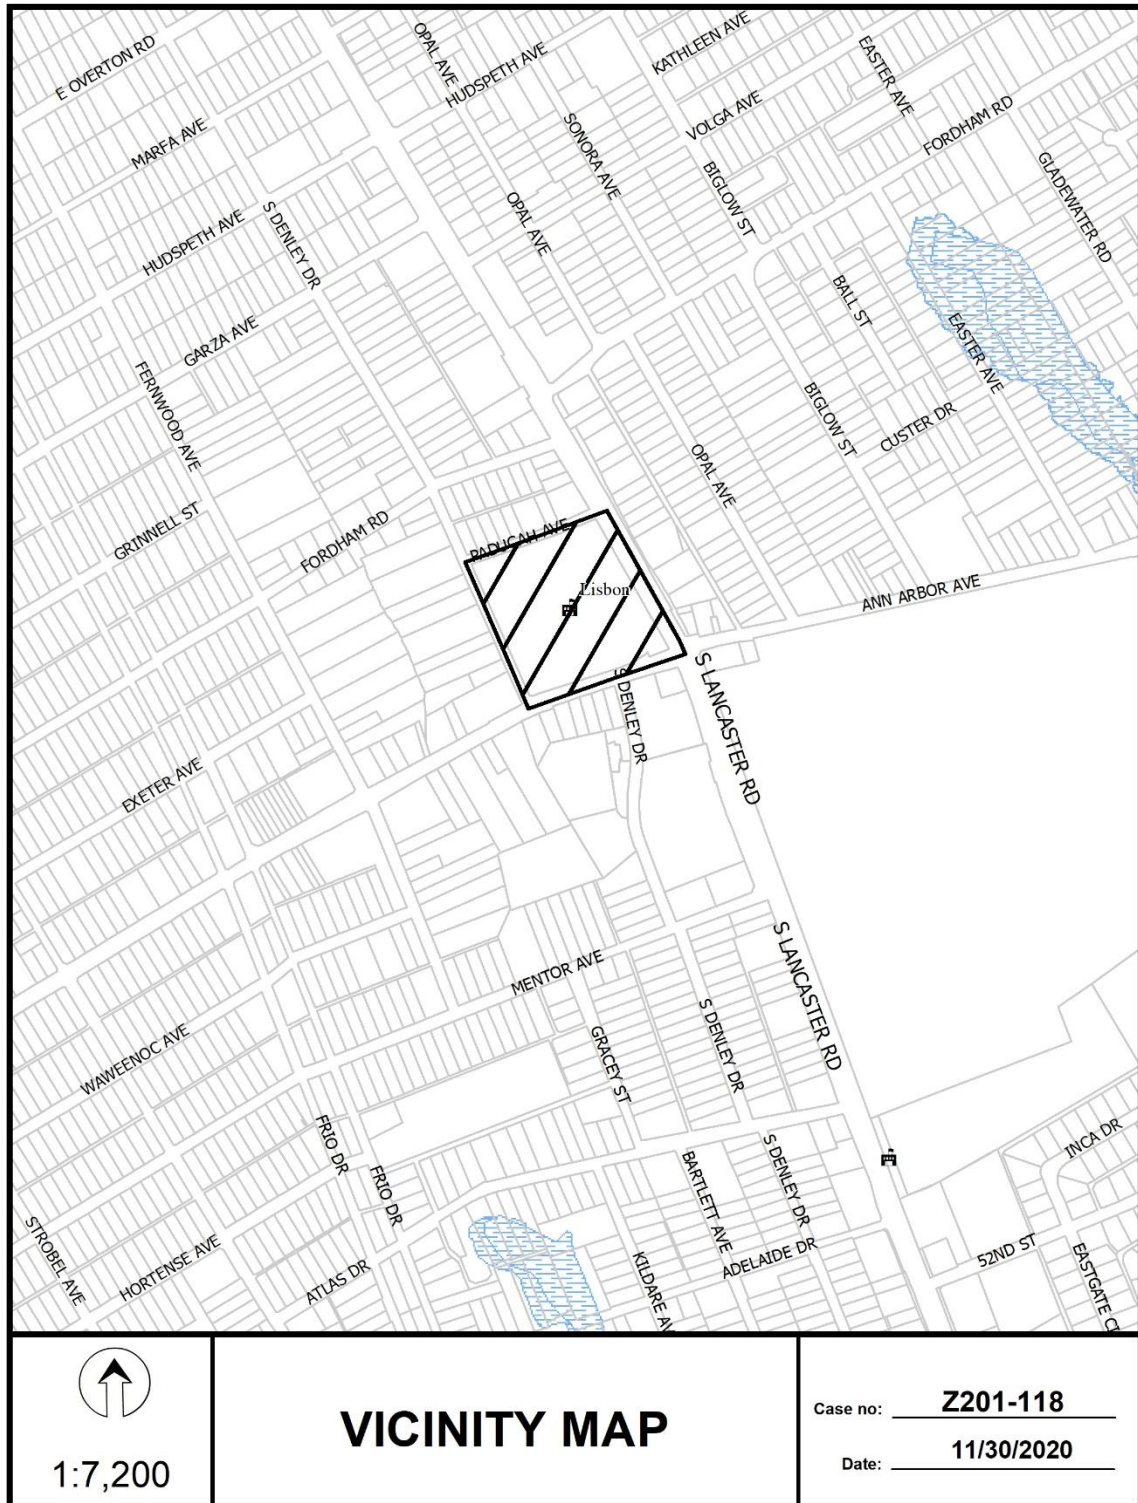 E OVERTON RD
OPAL AVE
HUDSPETH AVE
KATHLEEN AVE
EASTER AVE
MARFA AVE
SONORA AVE
VOLGA AVE
FORDHAM RD
BIGLOW ST
GLADEWATER RD
HUDSPETH AVE
S DENLEY DR
OPAL AVE
BALL ST
GARZA AVE
EASTER AVE
FERNWOOD AVE
BIGLOW ST
CUSTER DR
OPAL AVE
GRINNELL ST
FORDHAM RD
PADUCAH AVE
Lisbon
ANN ARBOR AVE
S DENLEY DR
S LANCASTER RD
EXETER AVE
S LANCASTER RD
MENTOR AVE
S DENLEY DR
WAWEENOC AVE
GRACEY ST
FRIO DR
INCA DR
FRIO DR
BARTLETT AVE
S DENLEY DR
STROBEL AVE
HORTENSE AVE
ATLAS DR
KILDARE AV
ADELAIDE DR
52ND ST
EASTGATE CI
1:7,200
VICINITY MAP
Case no: Z201-118
Date: 11/30/2020